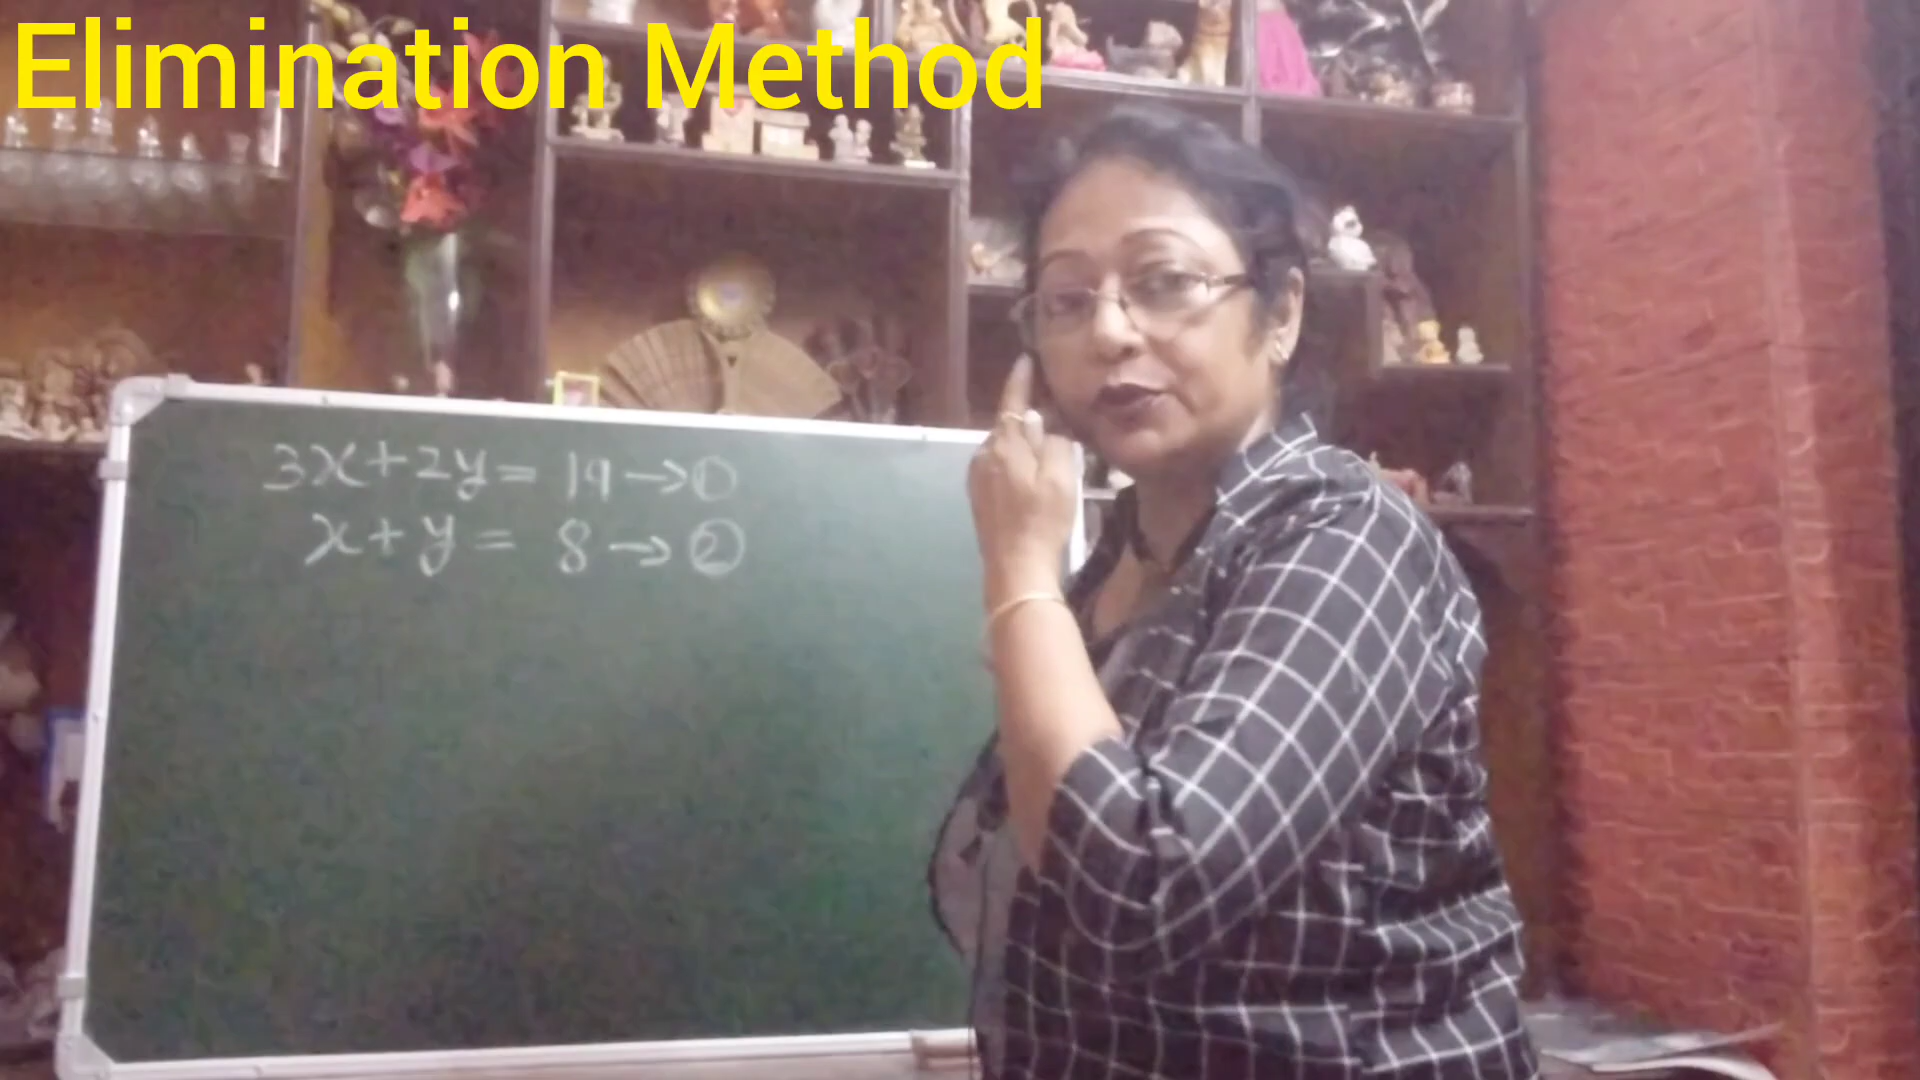 Elimination Method
3x+2y= 19→①
x+y= 8→②